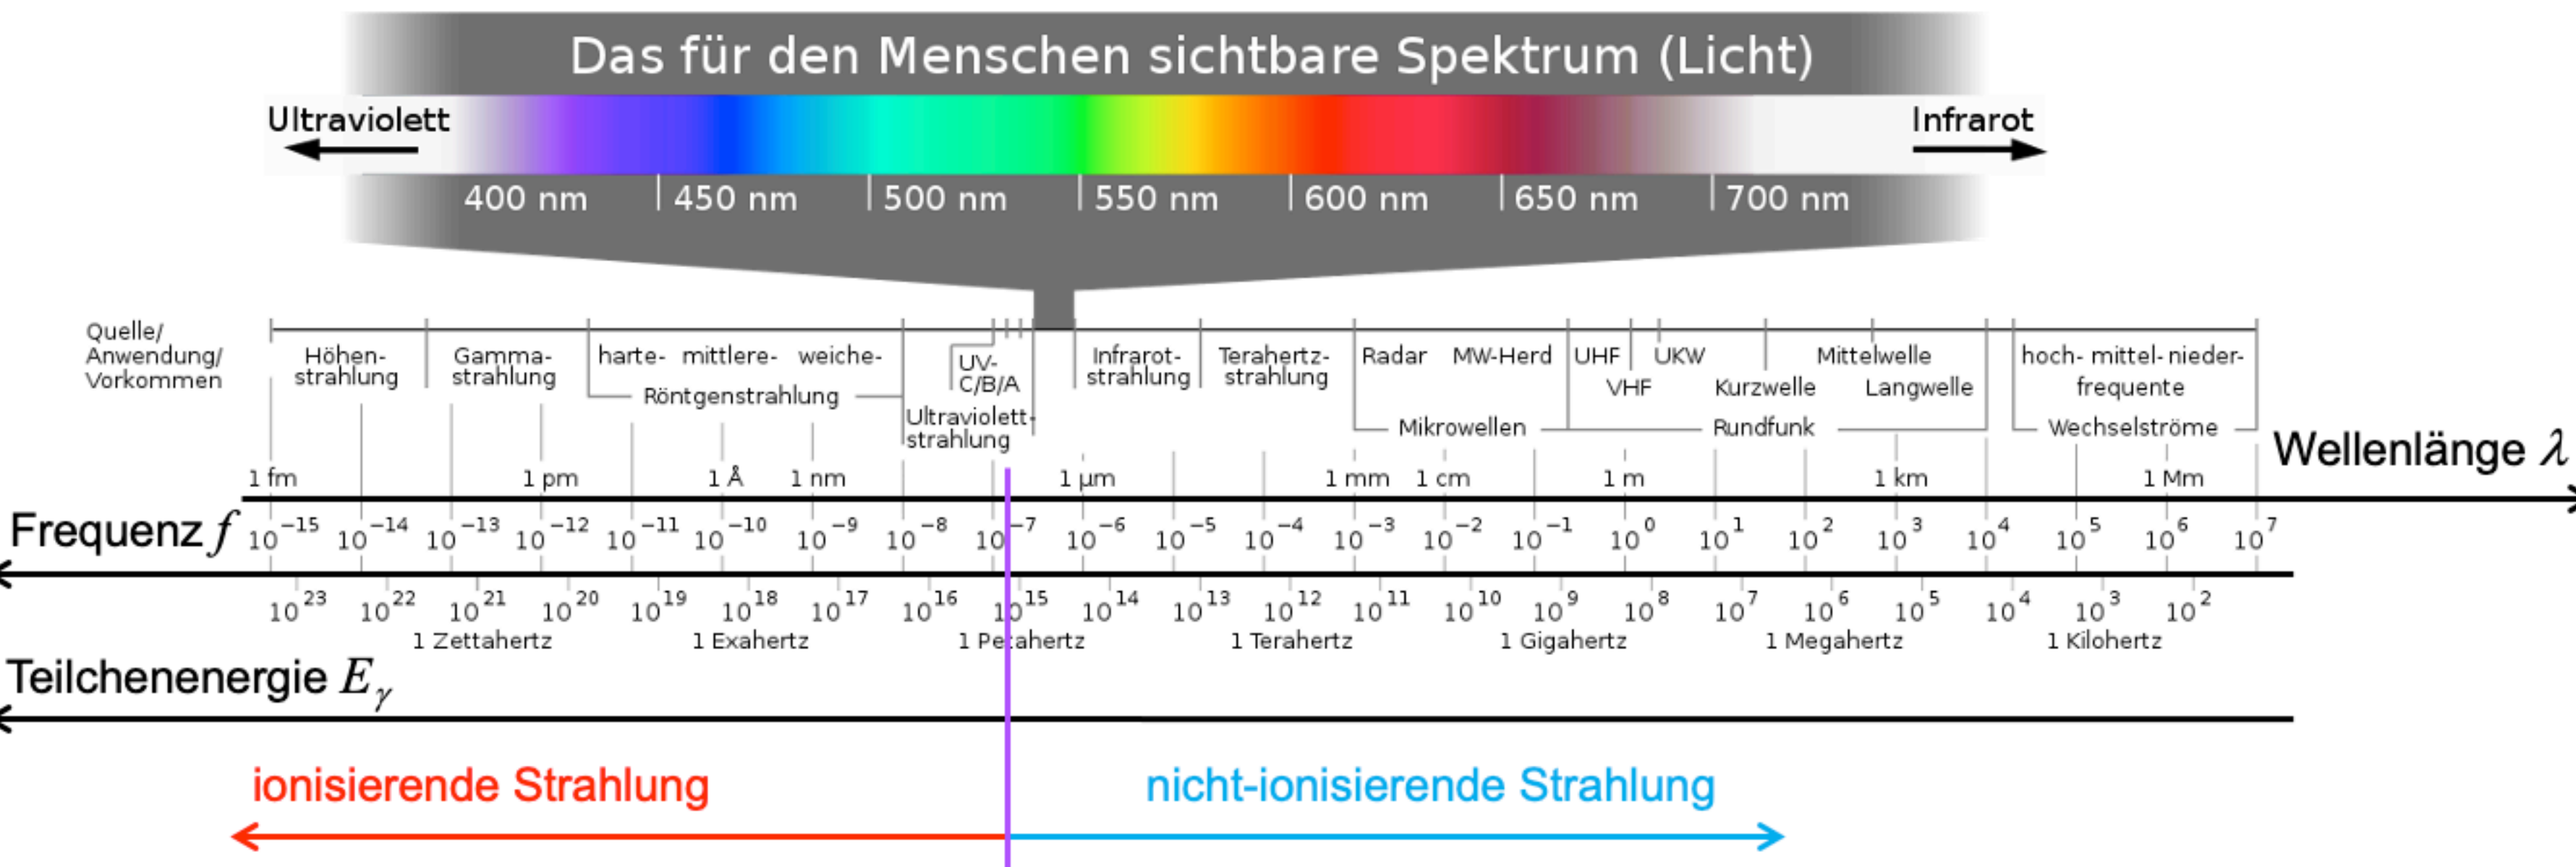 Das für den Menschen sichtbare Spektrum (Licht)
Ultraviolett
Infrarot
400 nm 450 nm 500 nm 550 nm 600 nm 650 nm 700 nm
Quelle/
Anwendung/
Vorkommen
Höhen-
strahlung
Gamma-
strahlung
harte- mittlere- weiche-
Röntgenstrahlung
UV-
C/B/A
Ultraviolett-
strahlung
Infrarot-
strahlung
Terahertz-
strahlung
Radar MW-Herd
Mikrowellen
UHF UKW Mittelwelle
VHF Kurzwelle Langwelle
Rundfunk
hoch- mittel- nieder-
frequente
Wechselströme
Wellenlänge λ
1 fm 1 pm 1 Å 1 nm 1 µm 1 mm 1 cm 1 m 1 km 1 Mm
Frequenz f
10⁻¹⁵ 10⁻¹⁴ 10⁻¹³ 10⁻¹² 10⁻¹¹ 10⁻¹⁰ 10⁻⁹ 10⁻⁸ 10⁻⁷ 10⁻⁶ 10⁻⁵ 10⁻⁴ 10⁻³ 10⁻² 10⁻¹ 10⁰ 10¹ 10² 10³ 10⁴ 10⁵ 10⁶ 10⁷
10²³ 10²² 10²¹ 10²⁰ 10¹⁹ 10¹⁸ 10¹⁷ 10¹⁶ 10¹⁵ 10¹⁴ 10¹³ 10¹² 10¹¹ 10¹⁰ 10⁹ 10⁸ 10⁷ 10⁶ 10⁵ 10⁴ 10³ 10²
1 Zettahertz 1 Exahertz 1 Petahertz 1 Terahertz 1 Gigahertz 1 Megahertz 1 Kilohertz
Teilchenenergie Eᵧ
ionisierende Strahlung
nicht-ionisierende Strahlung